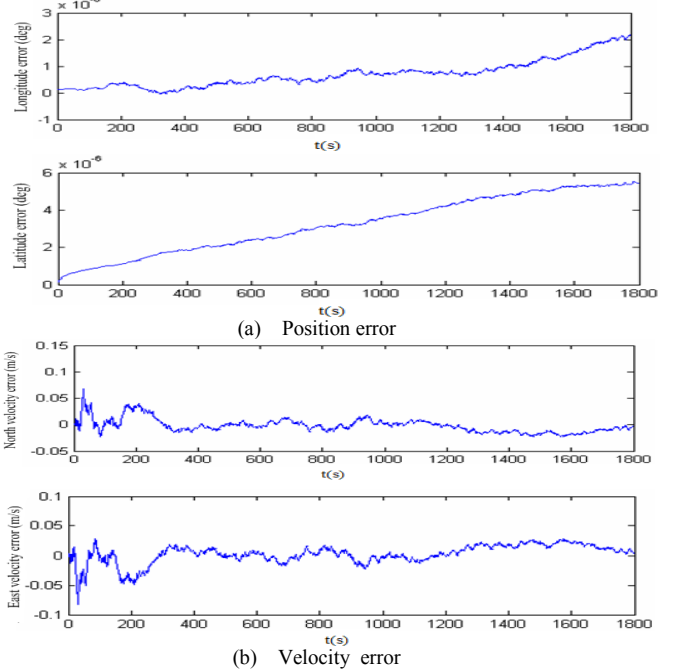 3
2
1
0
-1
Longitude error (deg)
0 200 400 600 800 1000 1200 1400 1600 1800
t(s)
x 10-6
6
4
2
0
Latitude error (deg)
0 200 400 600 800 1000 1200 1400 1600 1800
t(s)
(a) Position error
0.15
0.1
0.05
0
-0.05
North velocity error (m/s)
0 200 400 600 800 1000 1200 1400 1600 1800
t(s)
0.1
0.05
0
-0.05
-0.1
East velocity error (m/s)
0 200 400 600 800 1000 1200 1400 1600 1800
t(s)
(b) Velocity error